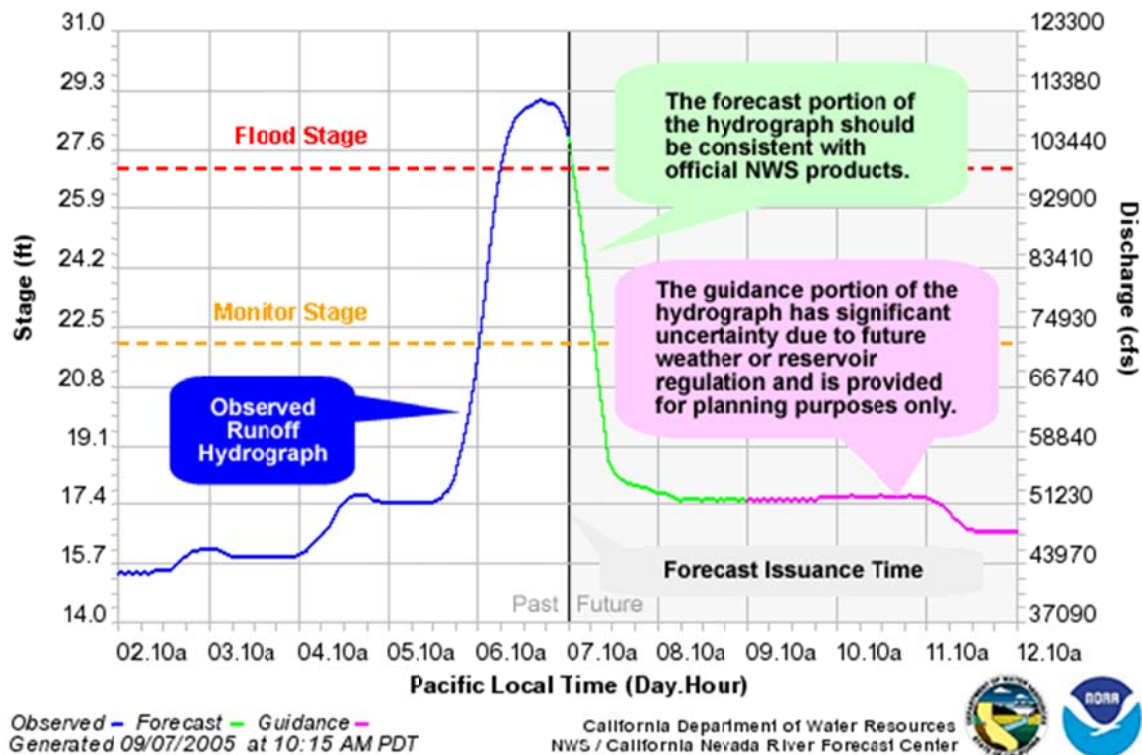 31.0
29.3
27.6
25.9
24.2
22.5
20.8
19.1
17.4
15.7
14.0
Stage (ft)
123300
113380
103440
92900
83410
74930
66740
58840
51230
43970
37090
Discharge (cfs)
Flood Stage
Monitor Stage
Observed
Runoff
Hydrograph
The forecast portion of
the hydrograph should
be consistent with
official NWS products.
The guidance portion of the
hydrograph has significant
uncertainty due to future
weather or reservoir
regulation and is provided
for planning purposes only.
Forecast Issuance Time
Past Future
02.10a 03.10a 04.10a 05.10a 06.10a 07.10a 08.10a 09.10a 10.10a 11.10a 12.10a
Pacific Local Time (Day.Hour)
Observed Forecast Guidance
Generated 09/07/2005 at 10:15 AM PDT
California Department of Water Resources
NWS / California Nevada River Forecast Center
NOAA